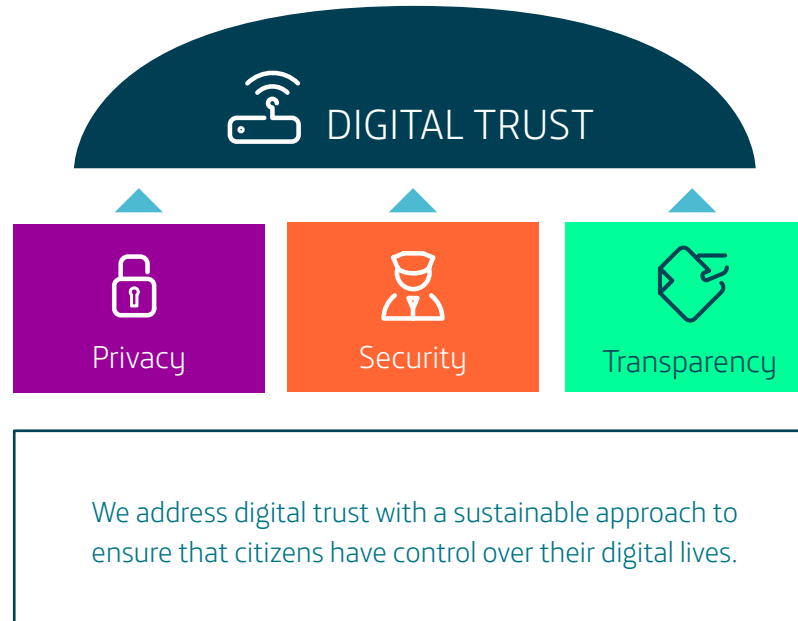 DIGITAL TRUST
Privacy
Security
Transparency
We address digital trust with a sustainable approach to
ensure that citizens have control over their digital lives.